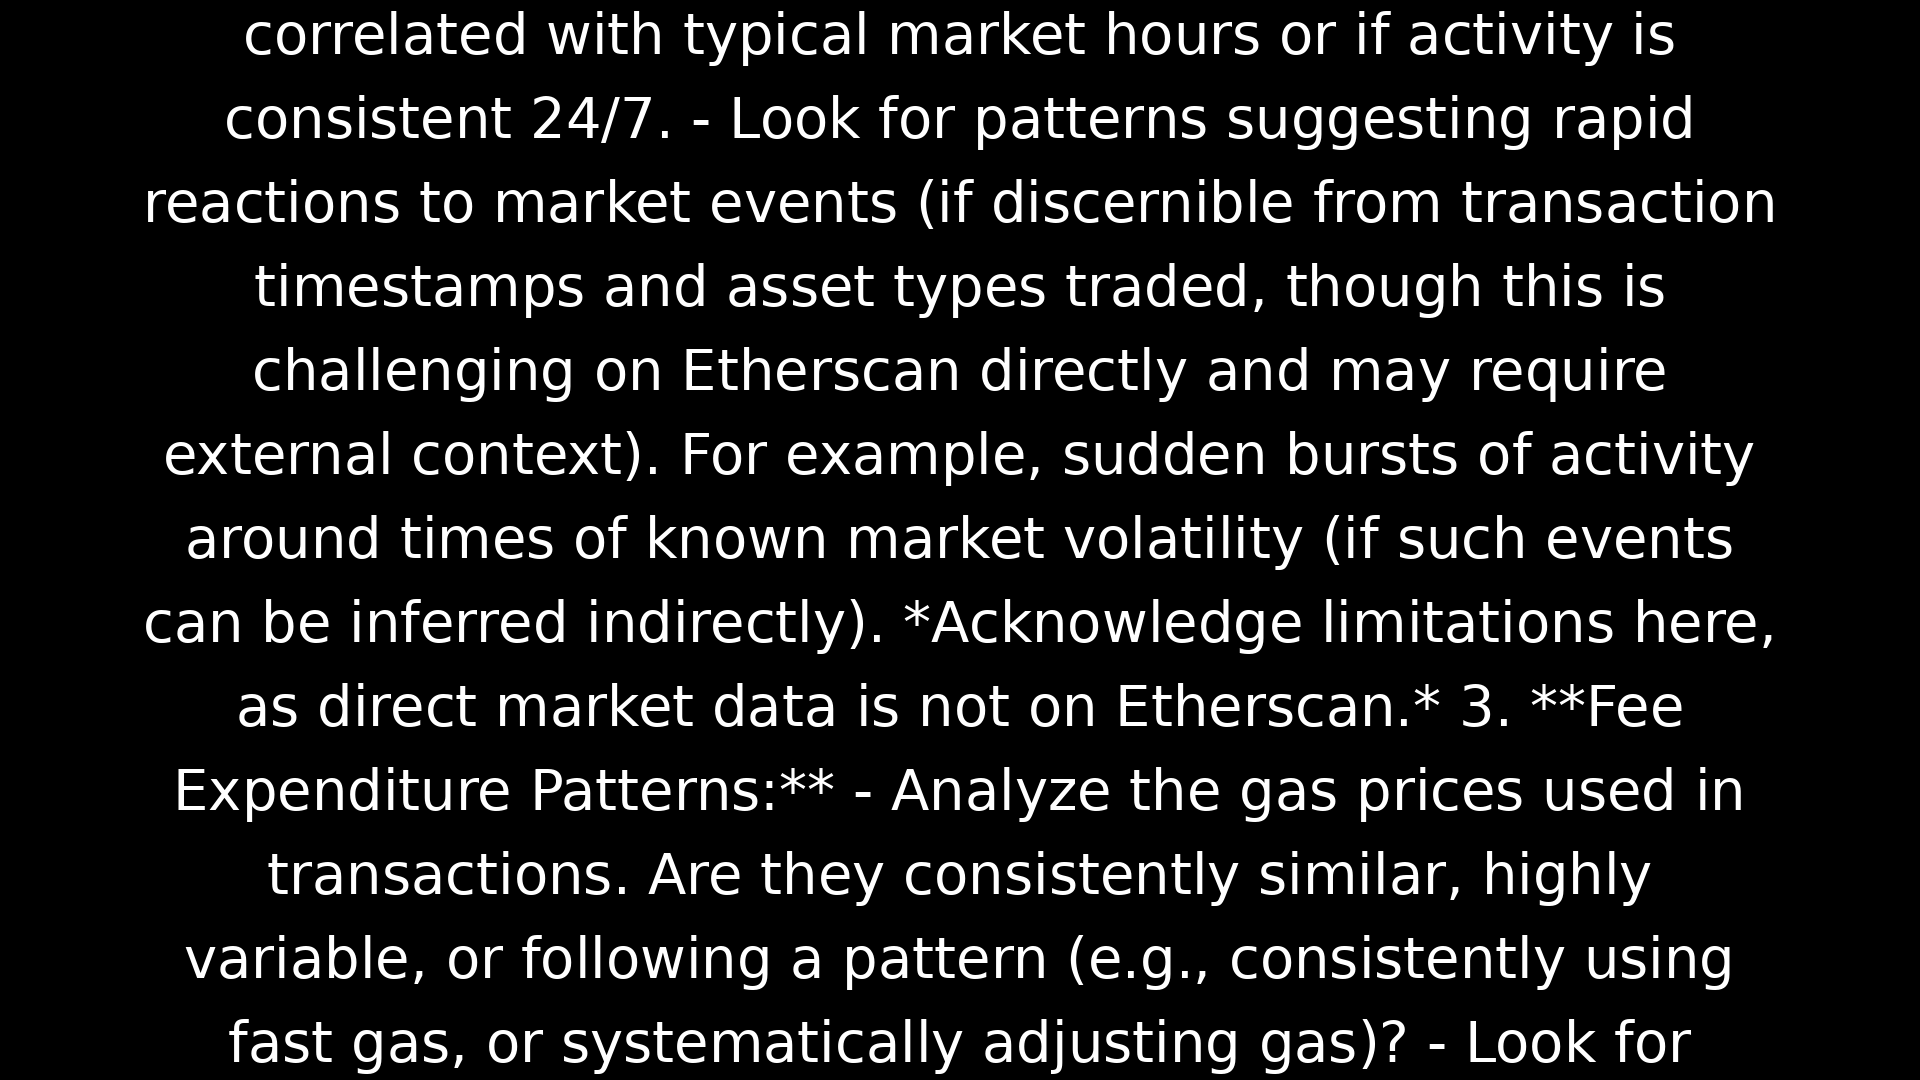 correlated with typical market hours or if activity is
consistent 24/7. - Look for patterns suggesting rapid
reactions to market events (if discernible from transaction
timestamps and asset types traded, though this is
challenging on Etherscan directly and may require
external context). For example, sudden bursts of activity
around times of known market volatility (if such events
can be inferred indirectly). *Acknowledge limitations here,
as direct market data is not on Etherscan.* 3. **Fee
Expenditure Patterns:** - Analyze the gas prices used in
transactions. Are they consistently similar, highly
variable, or following a pattern (e.g., consistently using
fast gas, or systematically adjusting gas)? - Look for